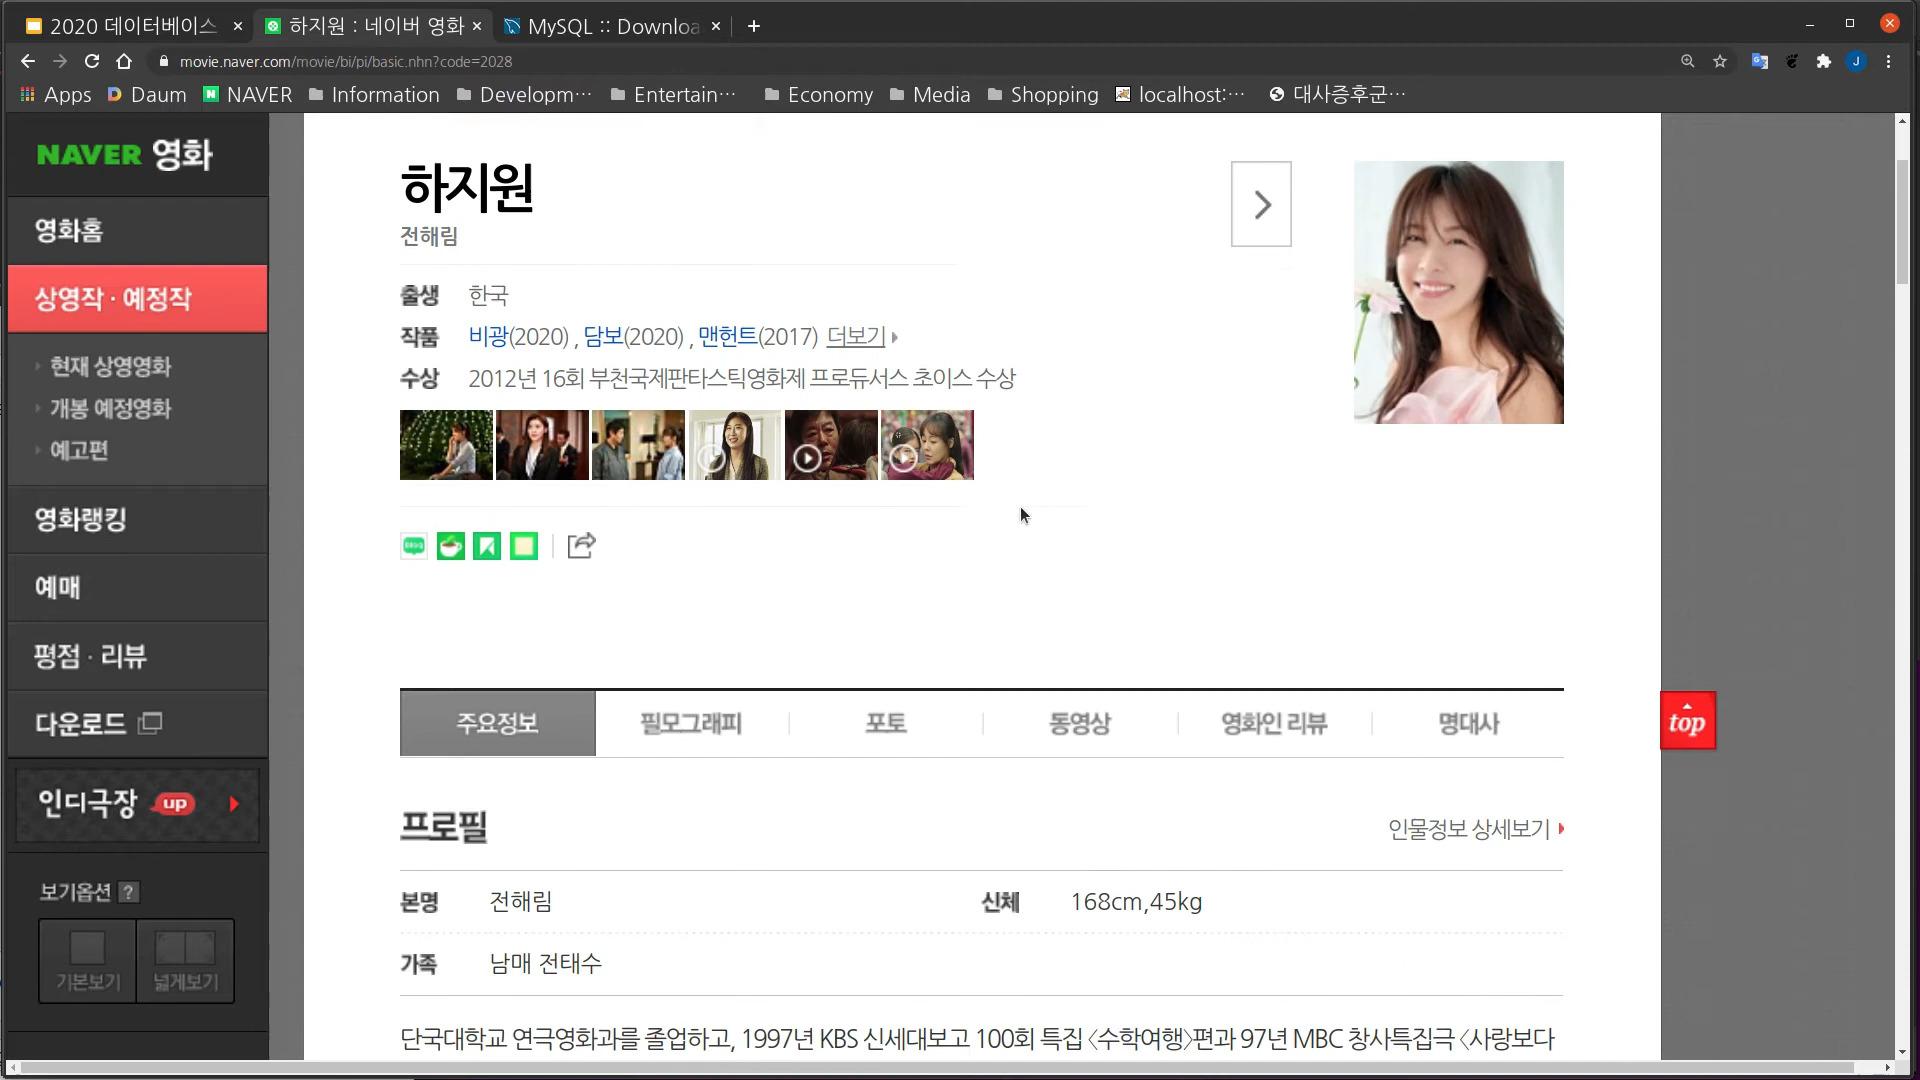 2020 데이터베이스
하지원 : 네이버 영화
MySQL :: Downloa
movie.naver.com/movie/bi/pi/basic.nhn?code=2028
J
Apps
Daum
NAVER
Information
Developm…
Entertain…
Economy
Media
Shopping
localhost:…
대사증후군…
NAVER 영화
영화홈
상영작 · 예정작
현재 상영영화
개봉 예정영화
예고편
영화랭킹
예매
평점 · 리뷰
다운로드
인디극장 up
보기옵션 ?
기본보기
넓게보기
하지원
전해림
출생 한국
작품 비광(2020) , 담보(2020) , 맨헌트(2017) 더보기
수상 2012년 16회 부천국제판타스틱영화제 프로듀서스 초이스 수상
주요정보
필모그래피
포토
동영상
영화인 리뷰
명대사
top
프로필
인물정보 상세보기
본명 전해림
신체 168cm,45kg
가족 남매 전태수
단국대학교 연극영화과를 졸업하고, 1997년 KBS 신세대보고 100회 특집 〈수학여행〉편과 97년 MBC 창사특집극 〈사랑보다